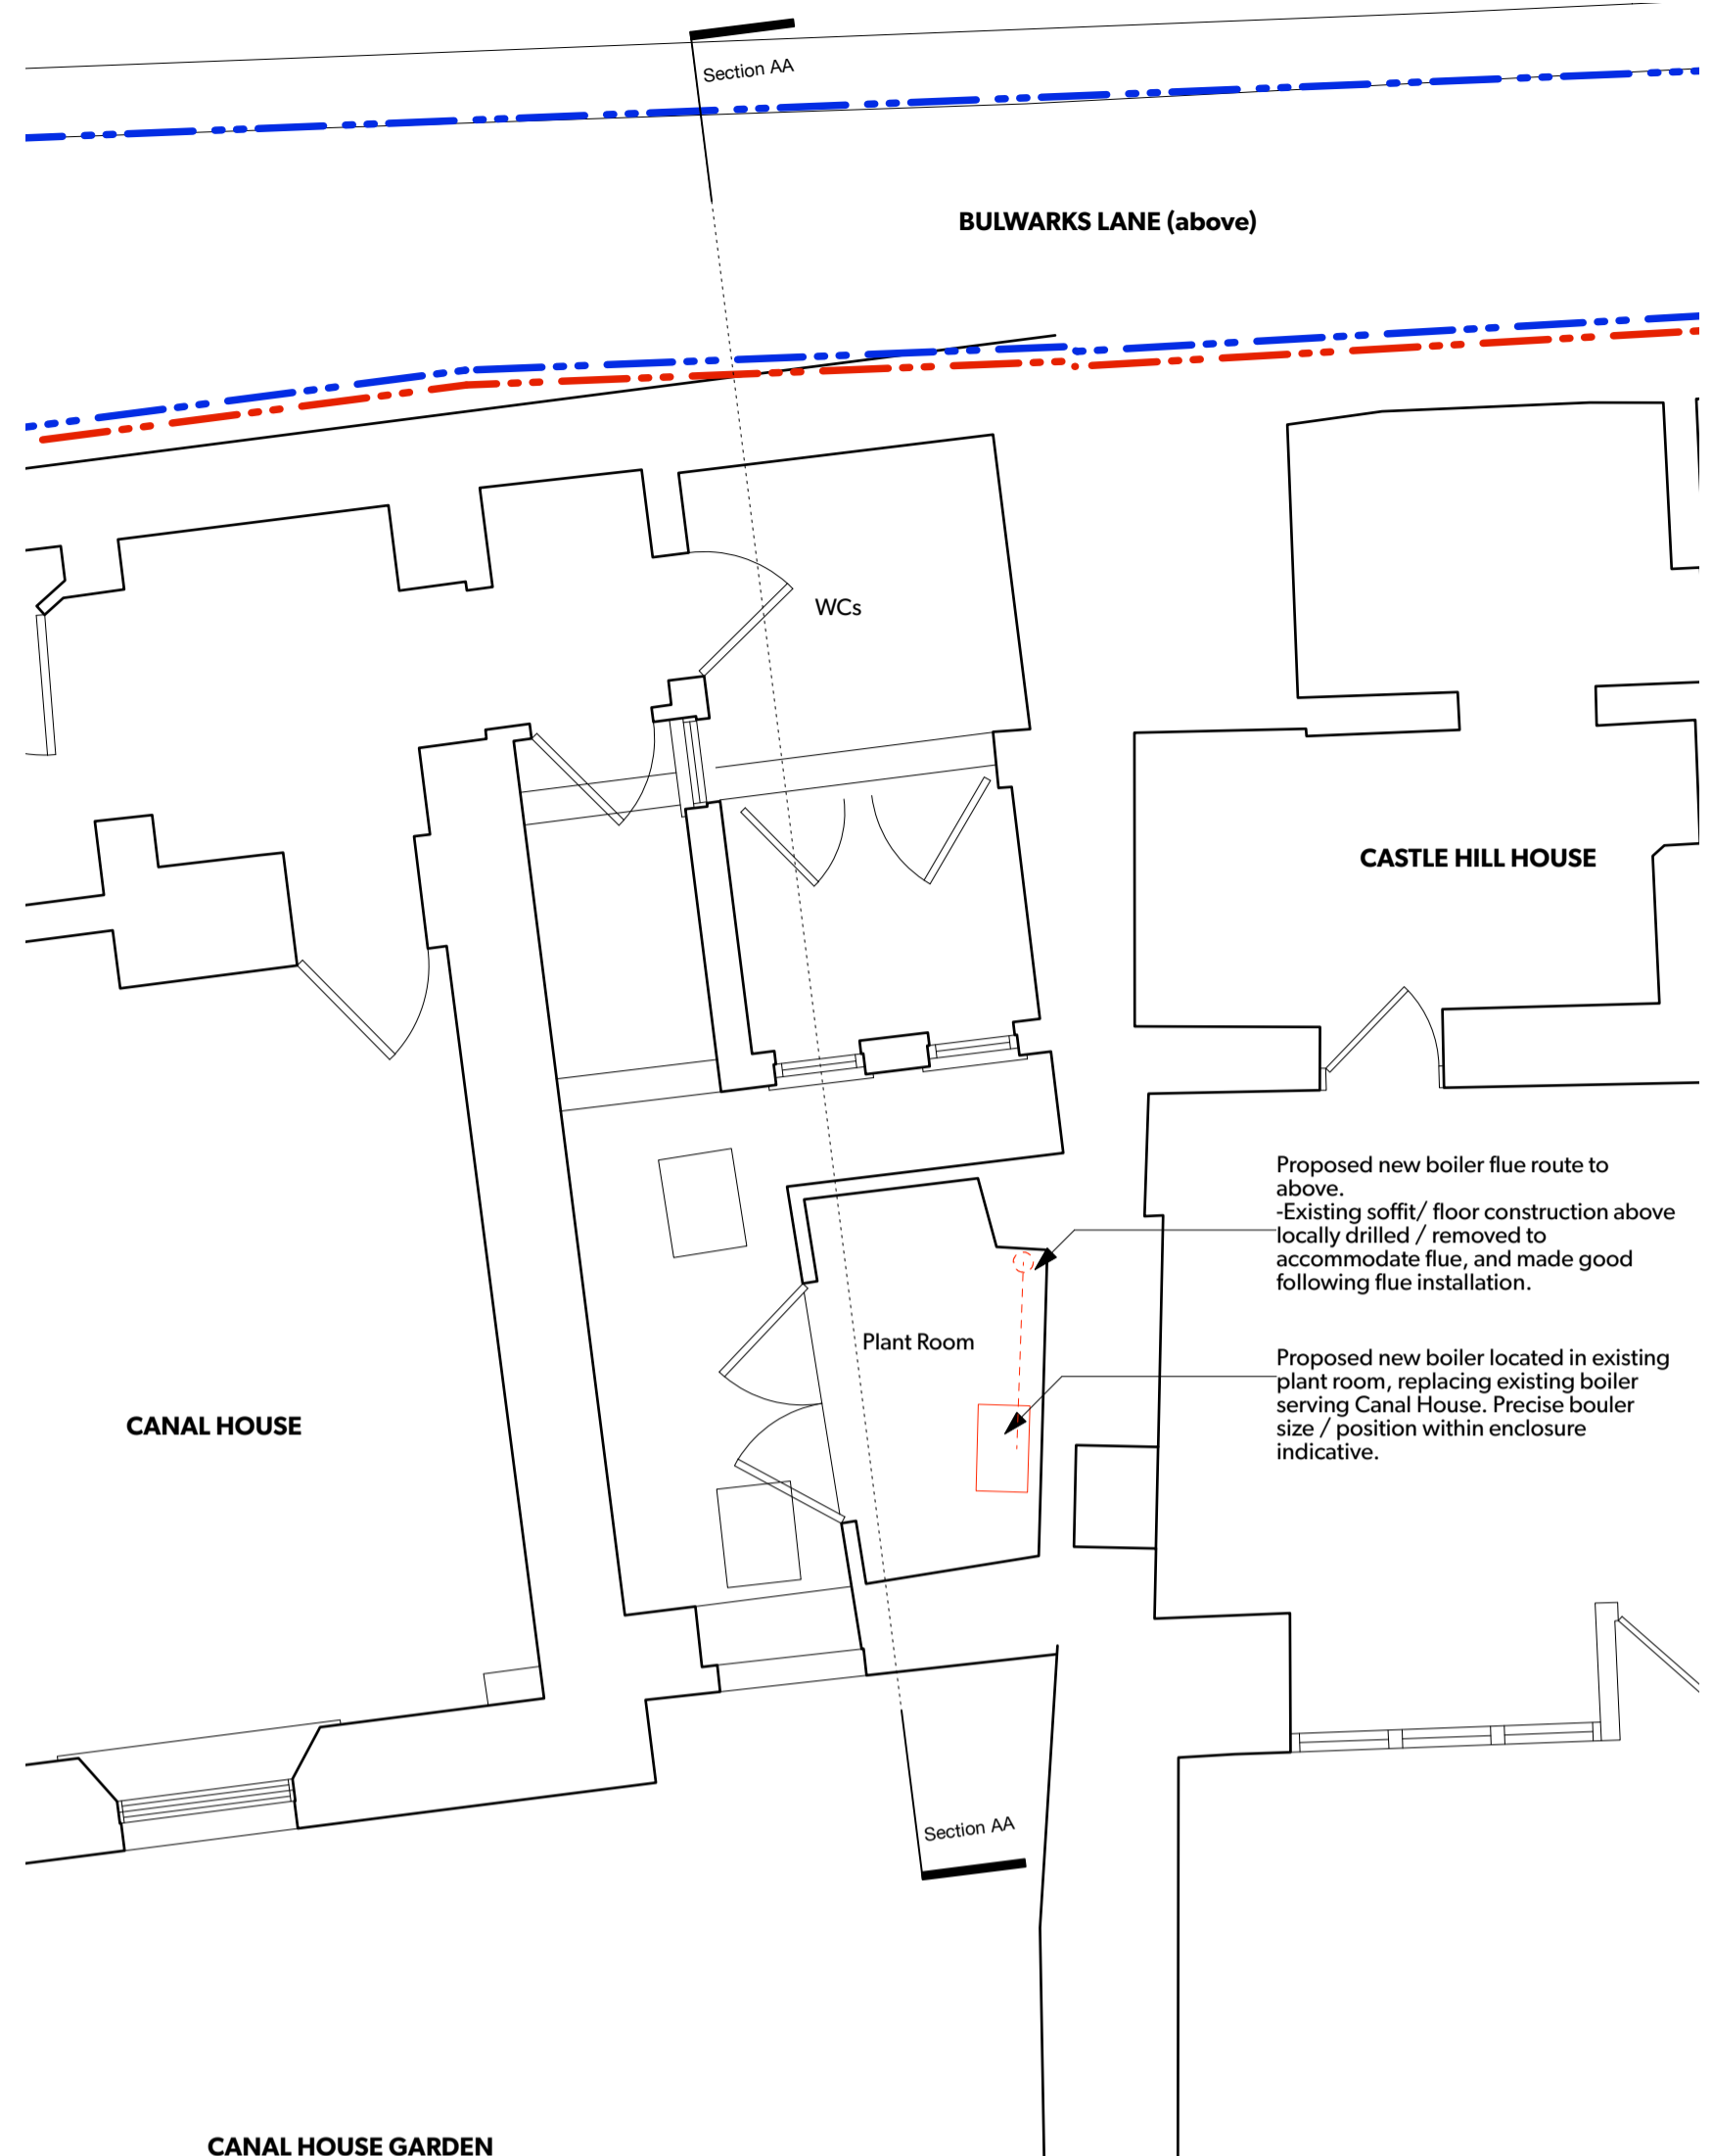 Section AA
BULWARKS LANE (above)
WCs
CASTLE HILL HOUSE
Proposed new boiler flue route to
above.
-Existing soffit/ floor construction above
locally drilled / removed to
accommodate flue, and made good
following flue installation.
Plant Room
Proposed new boiler located in existing
plant room, replacing existing boiler
serving Canal House. Precise bouler
size / position within enclosure
indicative.
CANAL HOUSE
Section AA
CANAL HOUSE GARDEN